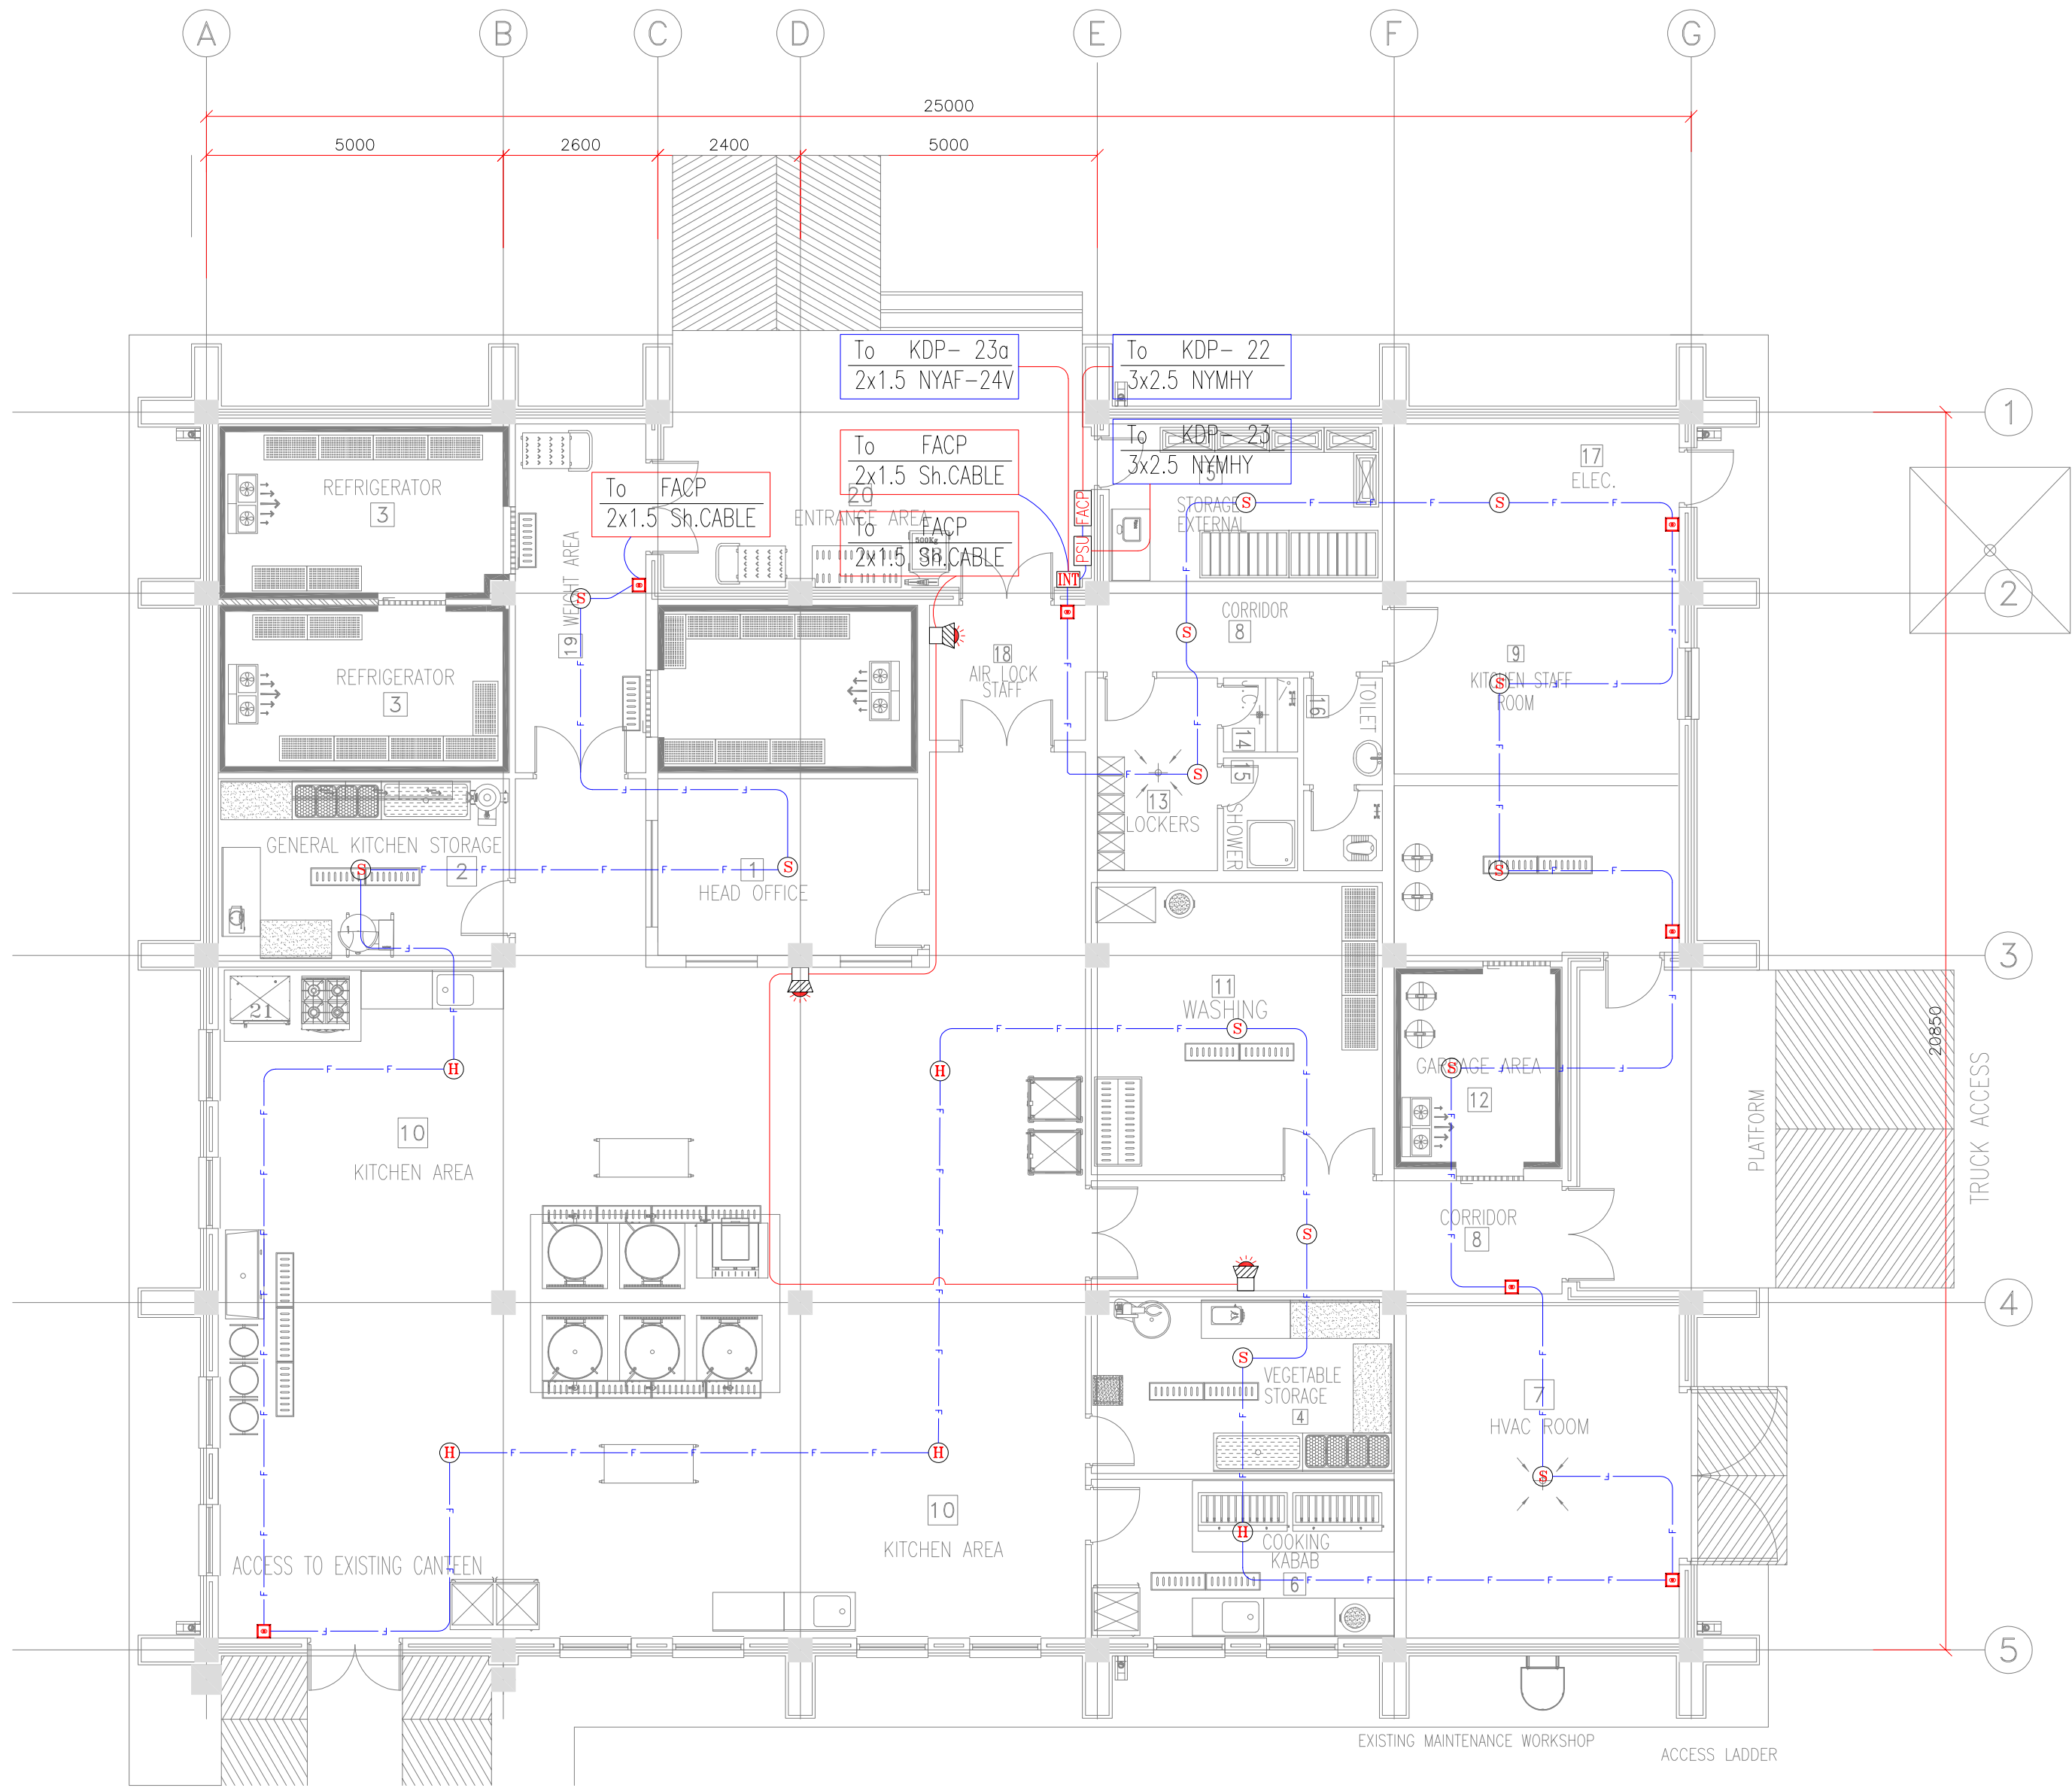 A B C D E F G
25000
5000 2600 2400 5000
To KDP- 23a
2x1.5 NYAF-24V
To KDP- 22
3x2.5 NYMHY
1
To FACP
2x1.5 Sh.CABLE
To KDP- 23
3x2.5 NYMHY
5
17
ELEC.
To FACP
2x1.5 Sh.CABLE
REFRIGERATOR
3
20
ENTRANCE AREA
To FACP
2x1.5 Sh.CABLE
500Kg
FACP
PSU
INT
STORAGE
EXTERNAL
S F F F F S F F
WEIGHT AREA
19
S
2
CORRIDOR
8
S
REFRIGERATOR
3
18
AIR LOCK
STAFF
9
KITCHEN STAFF
ROOM
S F F
TOILET
16
14
15
SHOWER
S
13
LOCKERS
GENERAL KITCHEN STORAGE
2
S F F F F F F S
1
HEAD OFFICE
S F F
3
21
11
WASHING
F F F F S
H
F F H
GARBAGE AREA
S F F F
12
10
KITCHEN AREA
PLATFORM
TRUCK ACCESS
20850
CORRIDOR
8
S
4
S
VEGETABLE
STORAGE
4
7
HVAC ROOM
H F F F F F F F H
S F
10
KITCHEN AREA
H
COOKING
KABAB
6
F F F F F F
ACCESS TO EXISTING CANTEEN
F F
5
EXISTING MAINTENANCE WORKSHOP
ACCESS LADDER